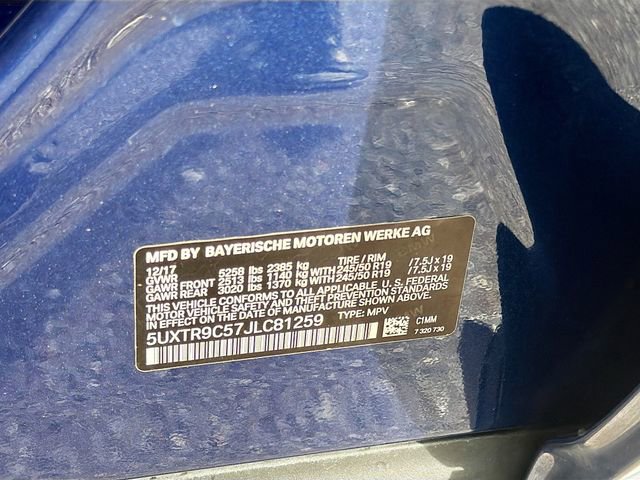 MFD BY BAYERISCHE MOTOREN WERKE AG
12/17 TIRE / RIM
GVWR 5258 lbs 2385 kg
GAWR FRONT 2513 lbs 1140 kg WITH 245/50 R19 / 7.5J x 19
GAWR REAR 3020 lbs 1370 kg WITH 245/50 R19 / 7.5J x 19
THIS VEHICLE CONFORMS TO ALL APPLICABLE U.S. FEDERAL
MOTOR VEHICLE SAFETY AND THEFT PREVENTION STANDARDS IN
EFFECT ON THE DATE OF MANUFACTURE SHOWN ABOVE.
5UXTR9C57JLC81259 TYPE: MPV
C1MM
7 320 730